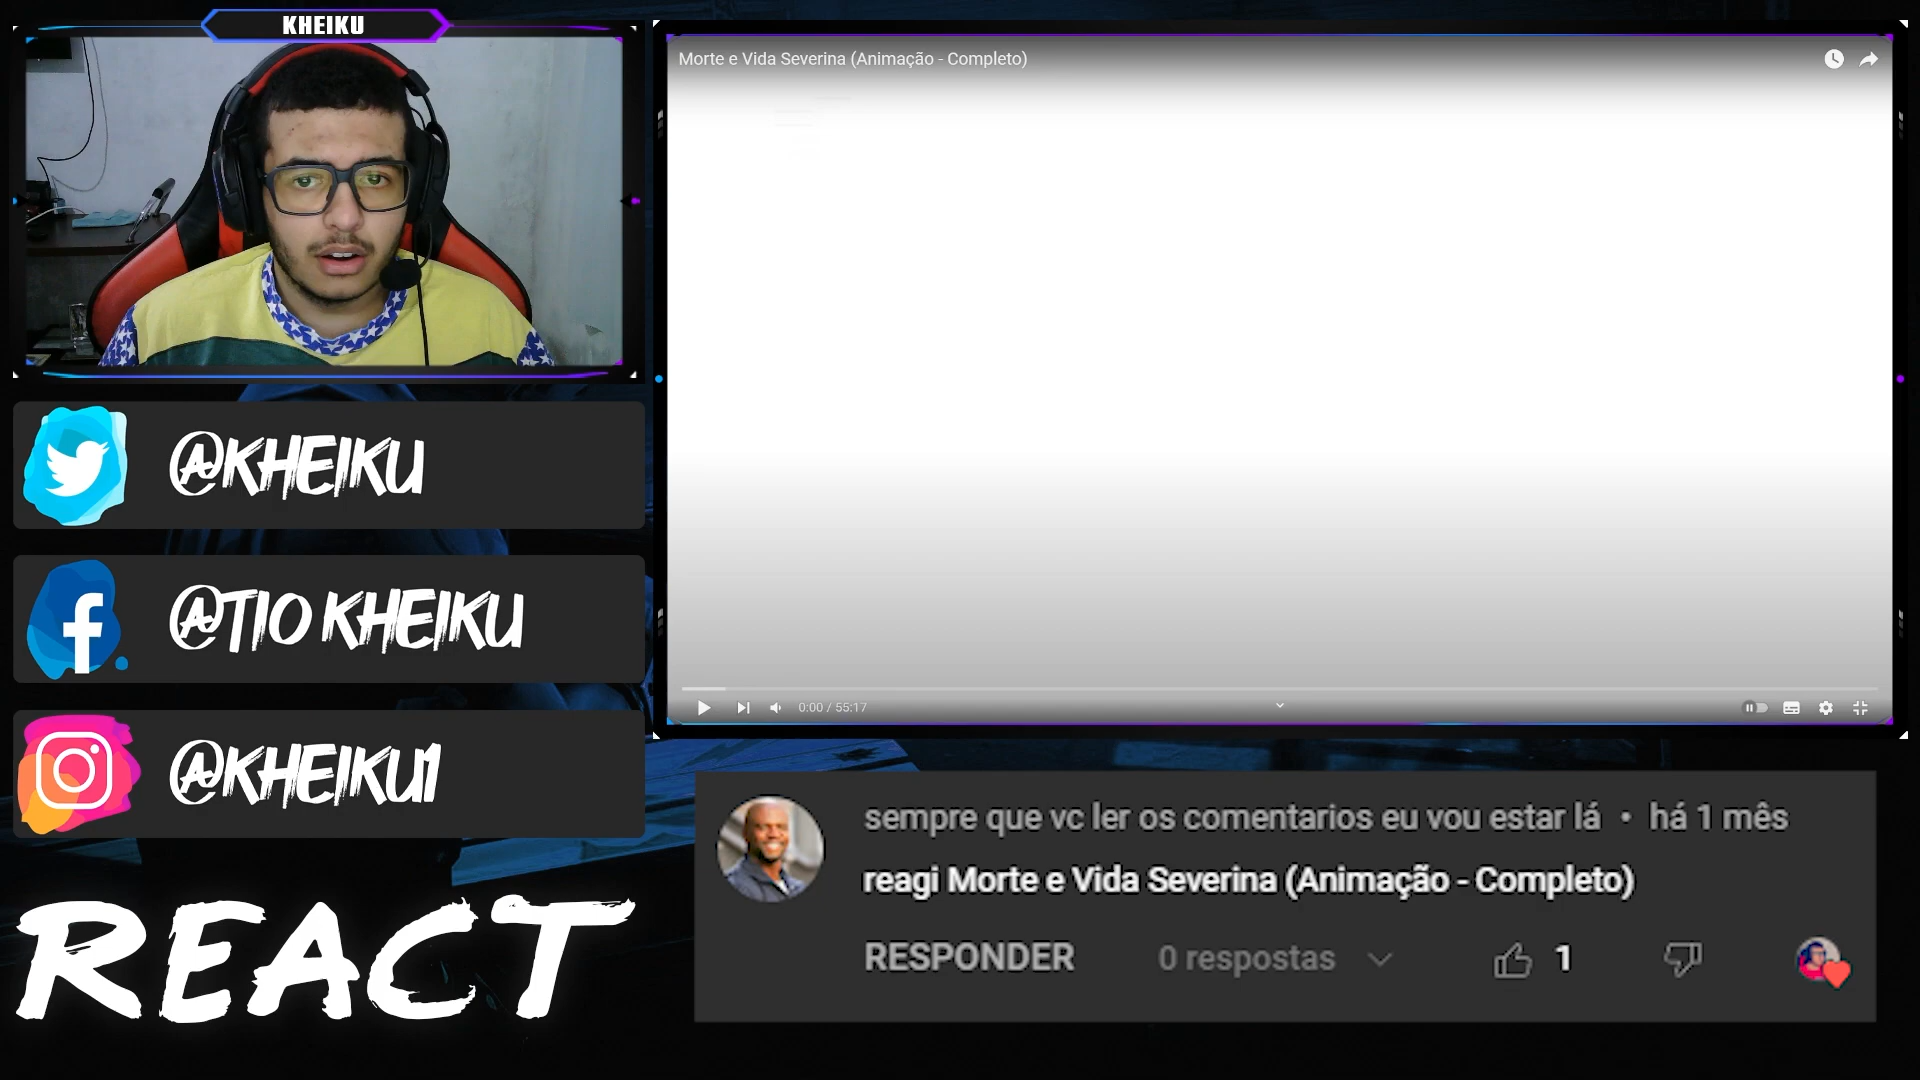 KHEIKU
Morte e Vida Severina (Animação - Completo)
0:00 / 55:17
@KHEIKU
@TIO KHEIKU
@KHEIKU1
REACT
sempre que vc ler os comentarios eu vou estar lá • há 1 mês
reagi Morte e Vida Severina (Animação - Completo)
RESPONDER 0 respostas 1